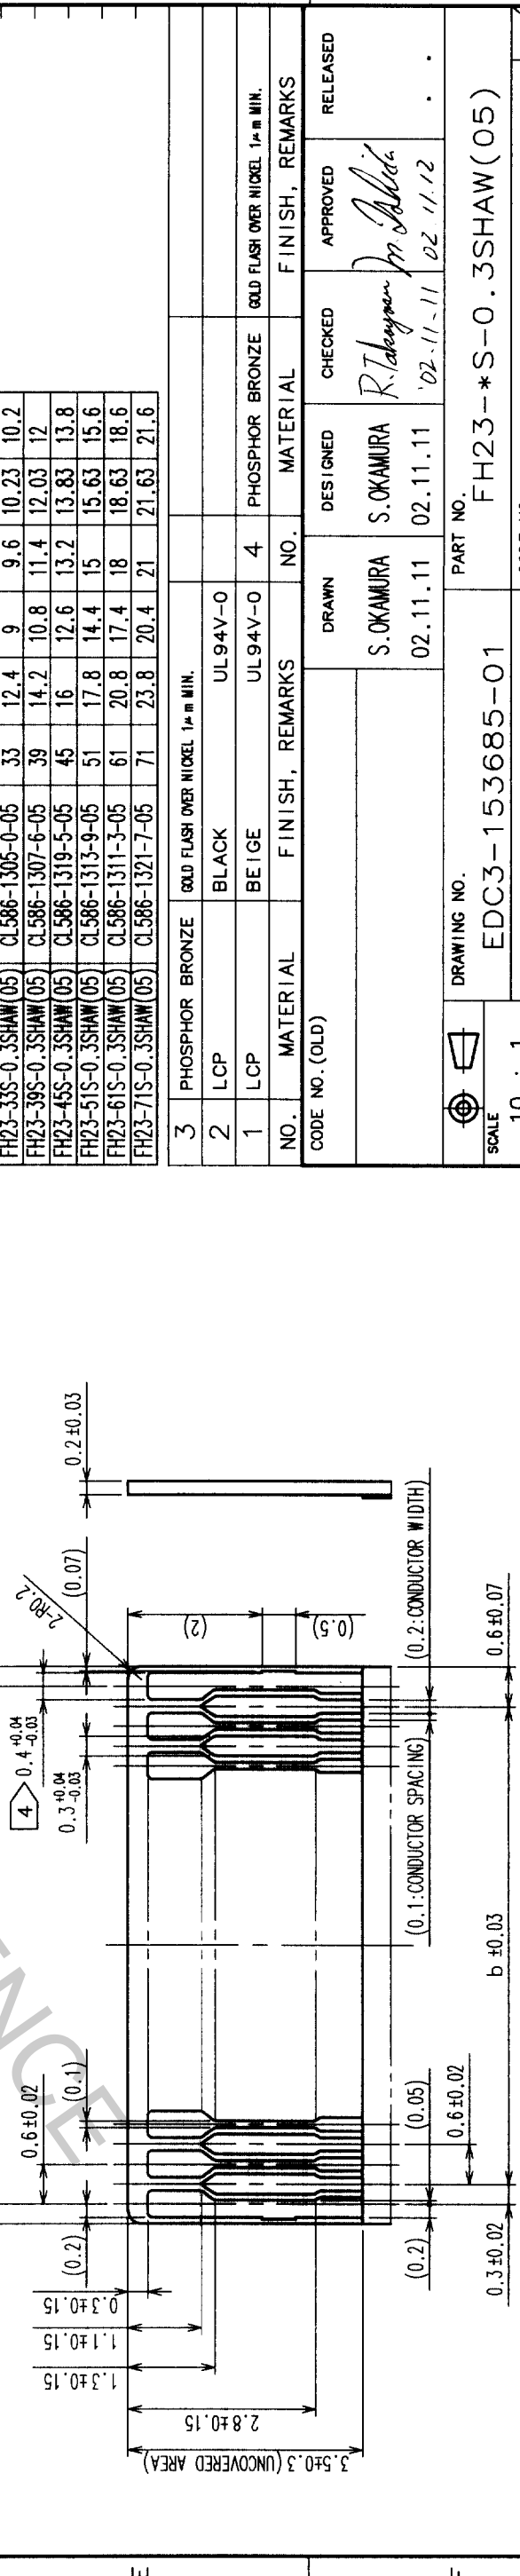 FH23-33S-0.3SHAW(05) CL586-1305-0-05 33 12.4 9 9.6 10.23 10.2
FH23-39S-0.3SHAW(05) CL586-1307-6-05 39 14.2 10.8 11.4 12.03 12
FH23-45S-0.3SHAW(05) CL586-1319-5-05 45 16 12.6 13.2 13.83 13.8
FH23-51S-0.3SHAW(05) CL586-1313-9-05 51 17.8 14.4 15 15.63 15.6
FH23-61S-0.3SHAW(05) CL586-1311-3-05 61 20.8 17.4 18 18.63 18.6
FH23-71S-0.3SHAW(05) CL586-1321-7-05 71 23.8 20.4 21 21.63 21.6
3 PHOSPHOR BRONZE GOLD FLASH OVER NICKEL 1μm MIN.
2 LCP BLACK UL94V-0
1 LCP BEIGE UL94V-0 4 PHOSPHOR BRONZE GOLD FLASH OVER NICKEL 1μm MIN.
NO. MATERIAL FINISH, REMARKS NO. MATERIAL FINISH, REMARKS
CODE NO.(OLD) DRAWN DESIGNED CHECKED APPROVED RELEASED
S.OKAMURA S.OKAMURA
02.11.11 02.11.11 '02.11.11 02.11.12 . .
DRAWING NO. EDC3-153685-01
PART NO. FH23-*S-0.3SHAW(05)
SCALE
10 : 1
ENCE
0.6±0.02
(0.1)
(0.2)
0.3±0.15
1.1±0.15
1.3±0.15
2.8±0.15
3.5±0.3(UNCOVERED AREA)
4 0.4 +0.04 -0.03
0.3 +0.04 -0.03
2-R0.2
(0.07)
0.2±0.03
(2)
(0.5)
(0.2:CONDUCTOR WIDTH)
(0.1:CONDUCTOR SPACING)
(0.05)
(0.2)
0.6±0.02
0.3±0.02
b ±0.03
0.6±0.07
F